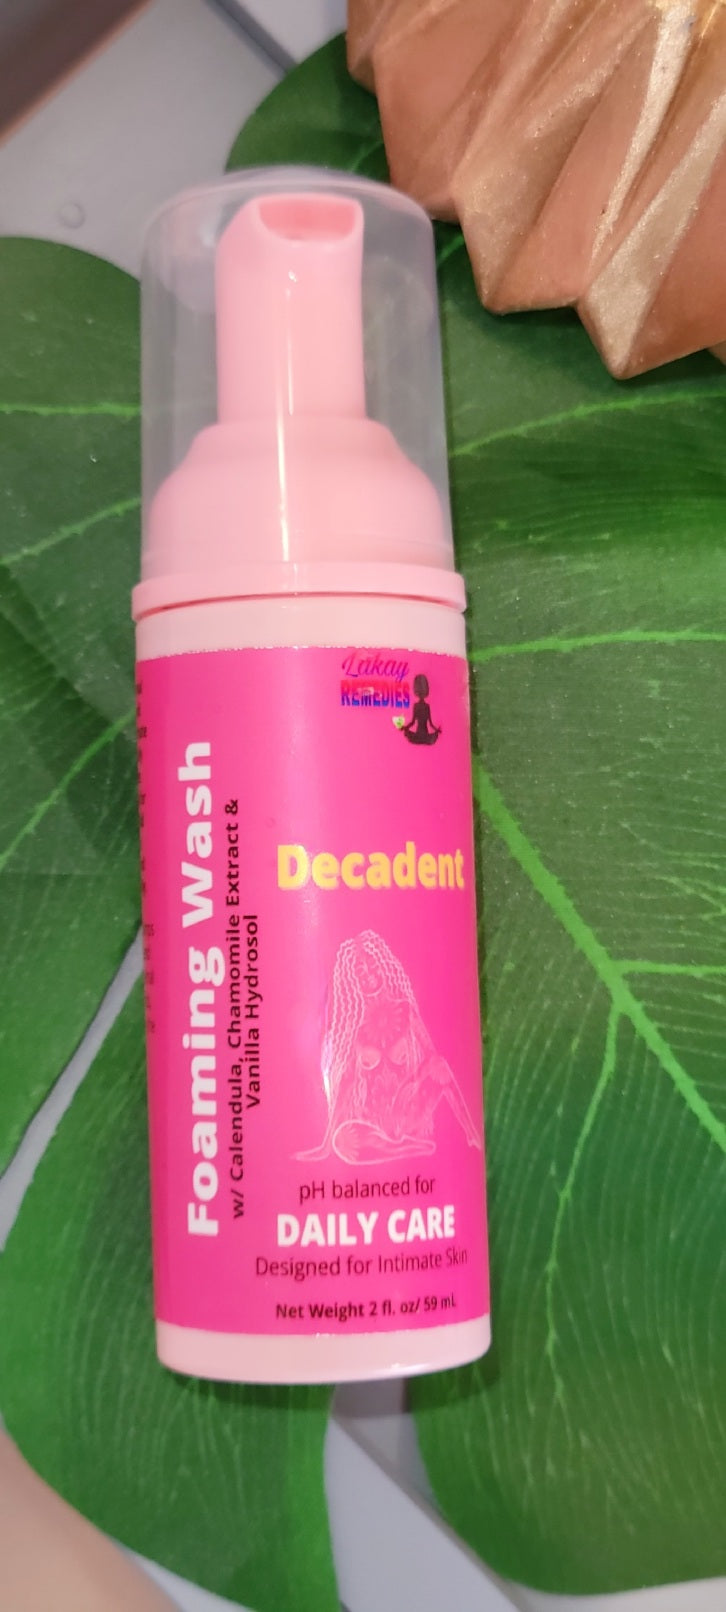 Lakay
REMEDIES
Decadent
Foaming Wash
w/ Calendula, Chamomile Extract &
Vanilla Hydrosol
pH balanced for
DAILY CARE
Designed for Intimate Skin
Net Weight 2 fl. oz/ 59 mL